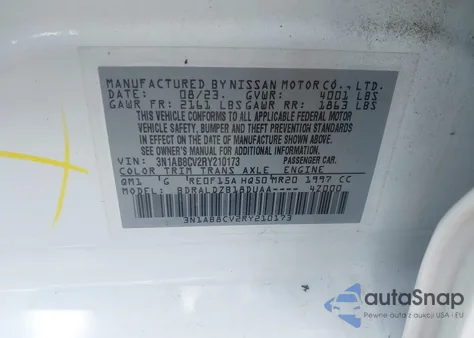 MANUFACTURED BY NISSAN MOTOR CO., LTD.
DATE: 08/23 GVWR: 4001 LBS
GAWR FR: 2161 LBS GAWR RR: 1863 LBS
THIS VEHICLE CONFORMS TO ALL APPLICABLE FEDERAL MOTOR
VEHICLE SAFETY, BUMPER AND THEFT PREVENTION STANDARDS
IN EFFECT ON THE DATE OF MANUFACTURE SHOWN ABOVE.
SEE OWNER'S MANUAL FOR ADDITIONAL INFORMATION
VIN: 3N1AB8CV2RY210173 PASSENGER CAR.
COLOR TRIM TRANS AXLE ENGINE
QM1 G RE0F15A HQ50 MR20 1997 CC
MODEL: BDRALDZB18DUAA--- 4Z000
3N1AB8CV2RY210173
autoSnap
Pewne auta z aukcji USA i EU